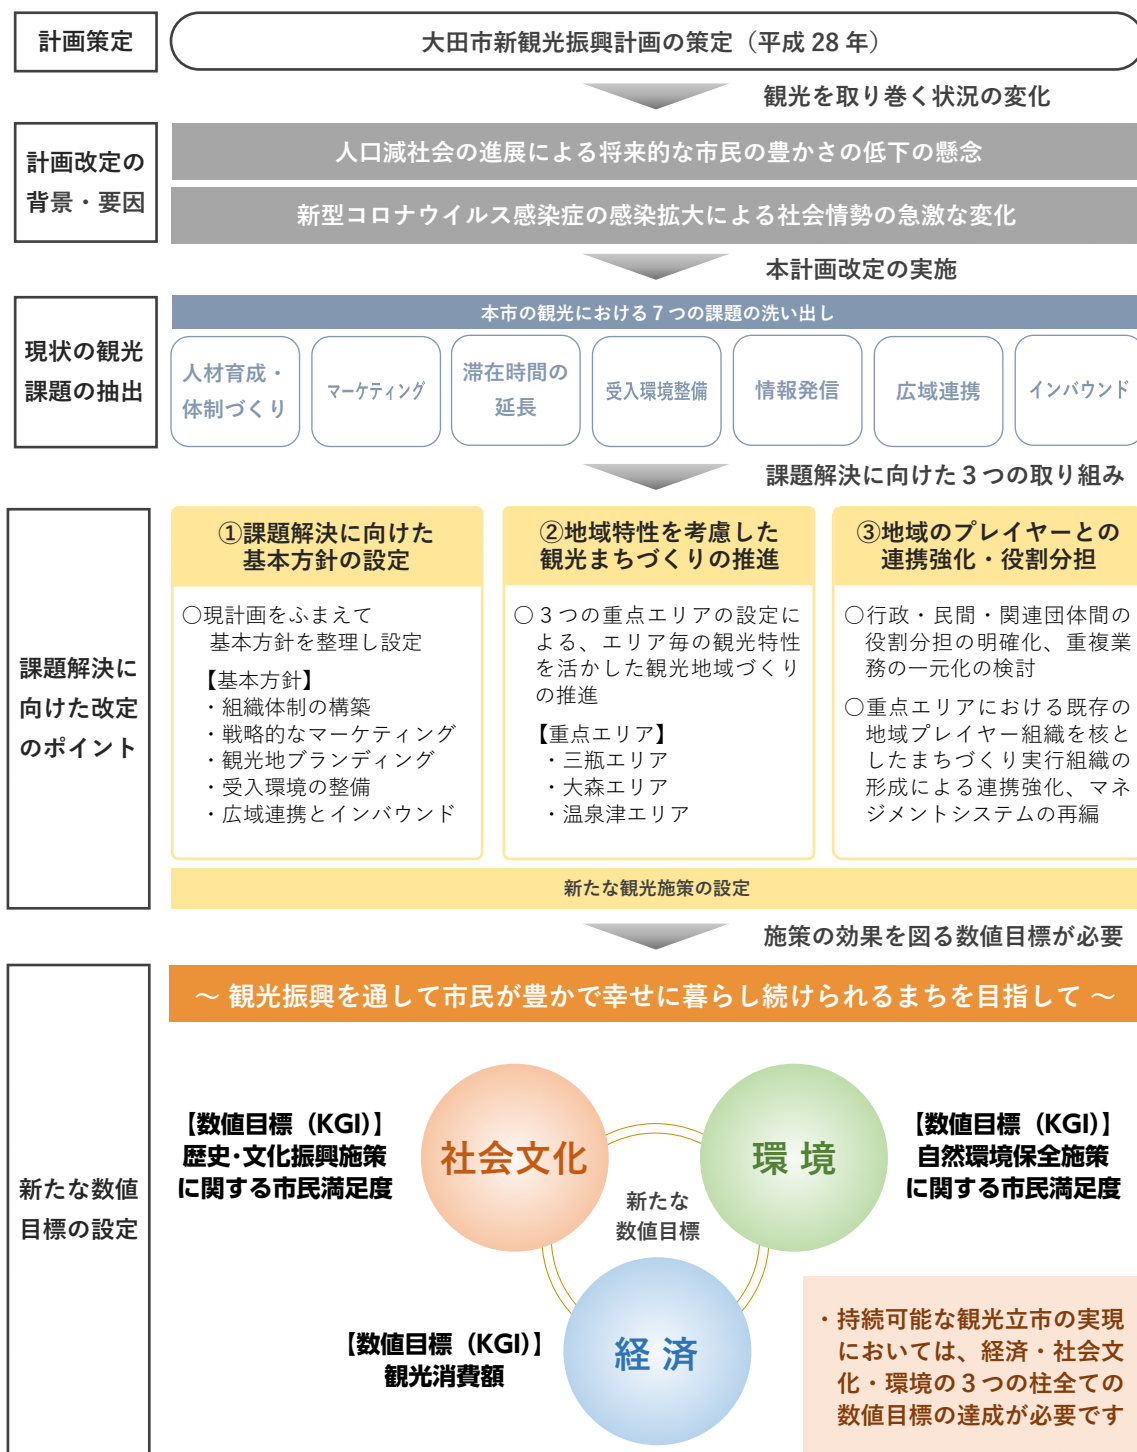 計画策定
大田市新観光振興計画の策定（平成 28 年）
観光を取り巻く状況の変化
計画改定の
背景・要因
人口減社会の進展による将来的な市民の豊かさの低下の懸念
新型コロナウイルス感染症の感染拡大による社会情勢の急激な変化
本計画改定の実施
現状の観光
課題の抽出
本市の観光における７つの課題の洗い出し
人材育成・
体制づくり
マーケティング
滞在時間の
延長
受入環境整備
情報発信
広域連携
インバウンド
課題解決に向けた３つの取り組み
課題解決に
向けた改定
のポイント
①課題解決に向けた
基本方針の設定
○現計画をふまえて
基本方針を整理し設定
【基本方針】
・組織体制の構築
・戦略的なマーケティング
・観光地ブランディング
・受入環境の整備
・広域連携とインバウンド
②地域特性を考慮した
観光まちづくりの推進
○３つの重点エリアの設定に
よる、エリア毎の観光特性
を活かした観光地域づくり
の推進
【重点エリア】
・三瓶エリア
・大森エリア
・温泉津エリア
③地域のプレイヤーとの
連携強化・役割分担
○行政・民間・関連団体間の
役割分担の明確化、重複業
務の一元化の検討
○重点エリアにおける既存の
地域プレイヤー組織を核と
したまちづくり実行組織の
形成による連携強化、マネ
ジメントシステムの再編
新たな観光施策の設定
施策の効果を図る数値目標が必要
新たな数値
目標の設定
～ 観光振興を通して市民が豊かで幸せに暮らし続けられるまちを目指して ～
【数値目標（KGI）】
歴史・文化振興施策
に関する市民満足度
社会文化
環 境
【数値目標（KGI）】
自然環境保全施策
に関する市民満足度
新たな
数値目標
【数値目標（KGI）】
観光消費額
経 済
・持続可能な観光立市の実現
においては、経済・社会文
化・環境の３つの柱全ての
数値目標の達成が必要です